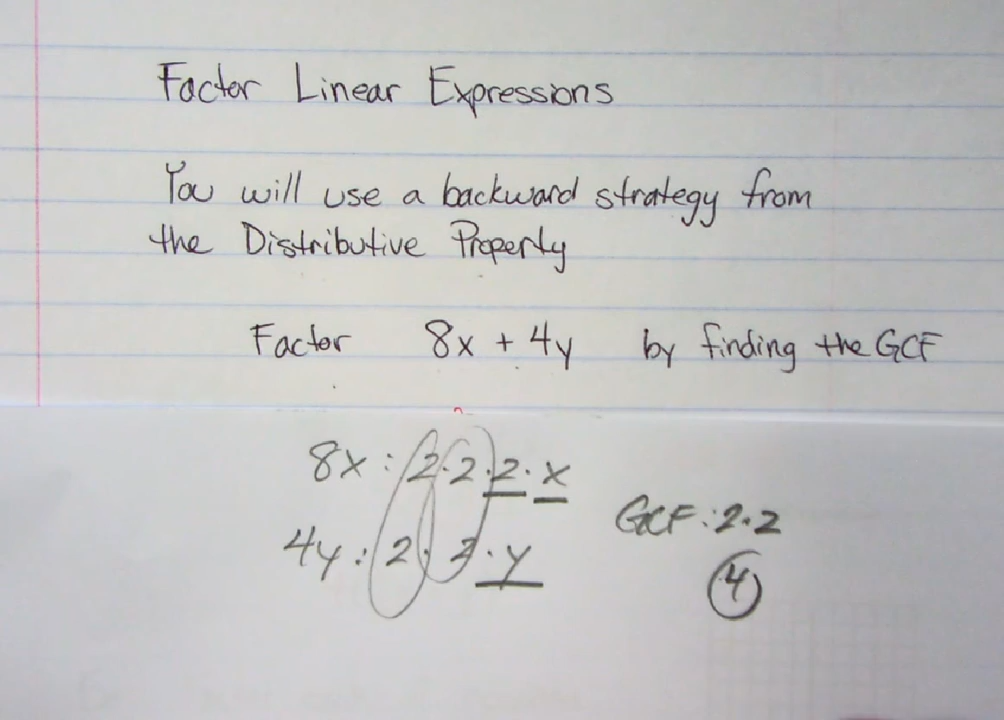 Factor Linear Expressions
You will use a backward strategy from
the Distributive Property
Factor 8x + 4y by finding the GCF
8x : 2·2·2·x
4y : 2·2·y
GCF : 2·2
4